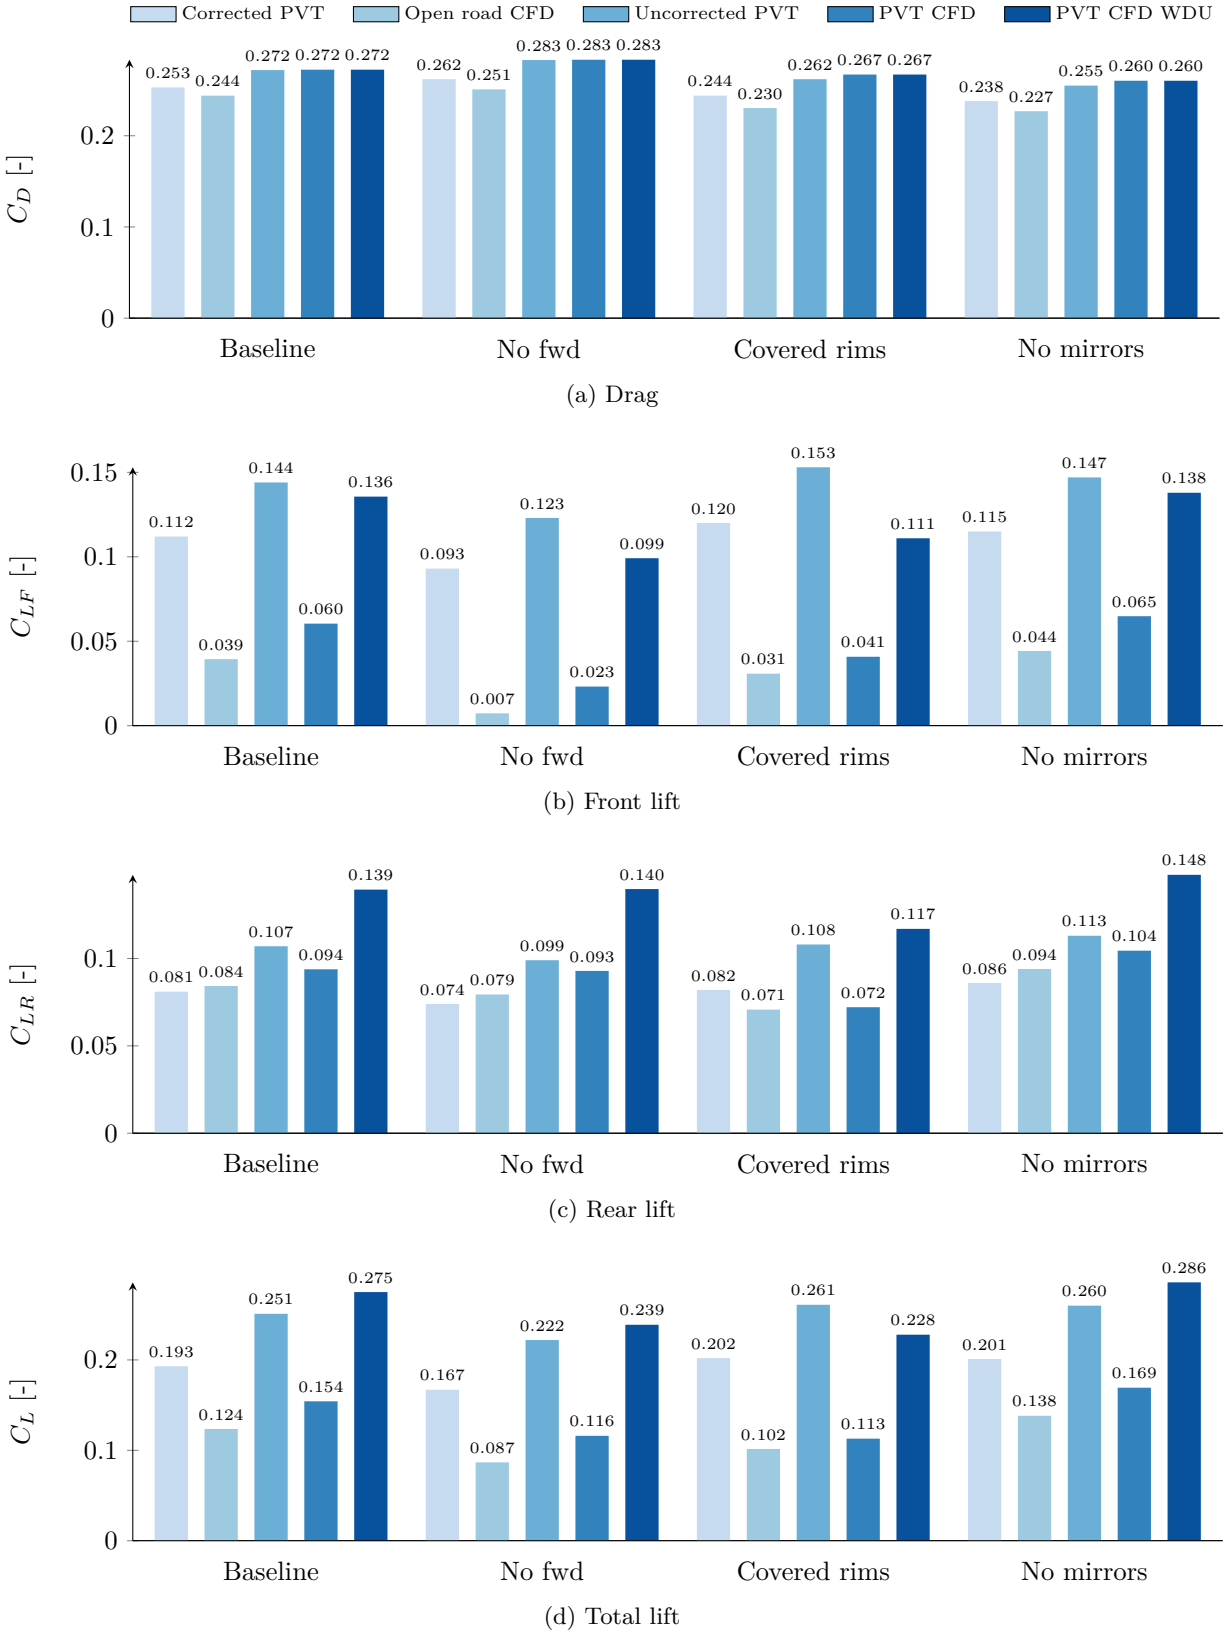 Corrected PVT Open road CFD Uncorrected PVT PVT CFD PVT CFD WDU
0.253 0.244 0.272 0.272 0.272 0.262 0.251 0.283 0.283 0.283 0.244 0.230 0.262 0.267 0.267 0.238 0.227 0.255 0.260 0.260
0.2
0.1
0
C_D [-]
Baseline No fwd Covered rims No mirrors
(a) Drag
0.112 0.039 0.144 0.060 0.136 0.093 0.007 0.123 0.023 0.099 0.120 0.031 0.153 0.041 0.111 0.115 0.044 0.147 0.065 0.138
0.15
0.1
0.05
0
C_{LF} [-]
Baseline No fwd Covered rims No mirrors
(b) Front lift
0.081 0.084 0.107 0.094 0.139 0.074 0.079 0.099 0.093 0.140 0.082 0.071 0.108 0.072 0.117 0.086 0.094 0.113 0.104 0.148
0.1
0.05
0
C_{LR} [-]
Baseline No fwd Covered rims No mirrors
(c) Rear lift
0.193 0.124 0.251 0.154 0.275 0.167 0.087 0.222 0.116 0.239 0.202 0.102 0.261 0.113 0.228 0.201 0.138 0.260 0.169 0.286
0.2
0.1
0
C_L [-]
Baseline No fwd Covered rims No mirrors
(d) Total lift